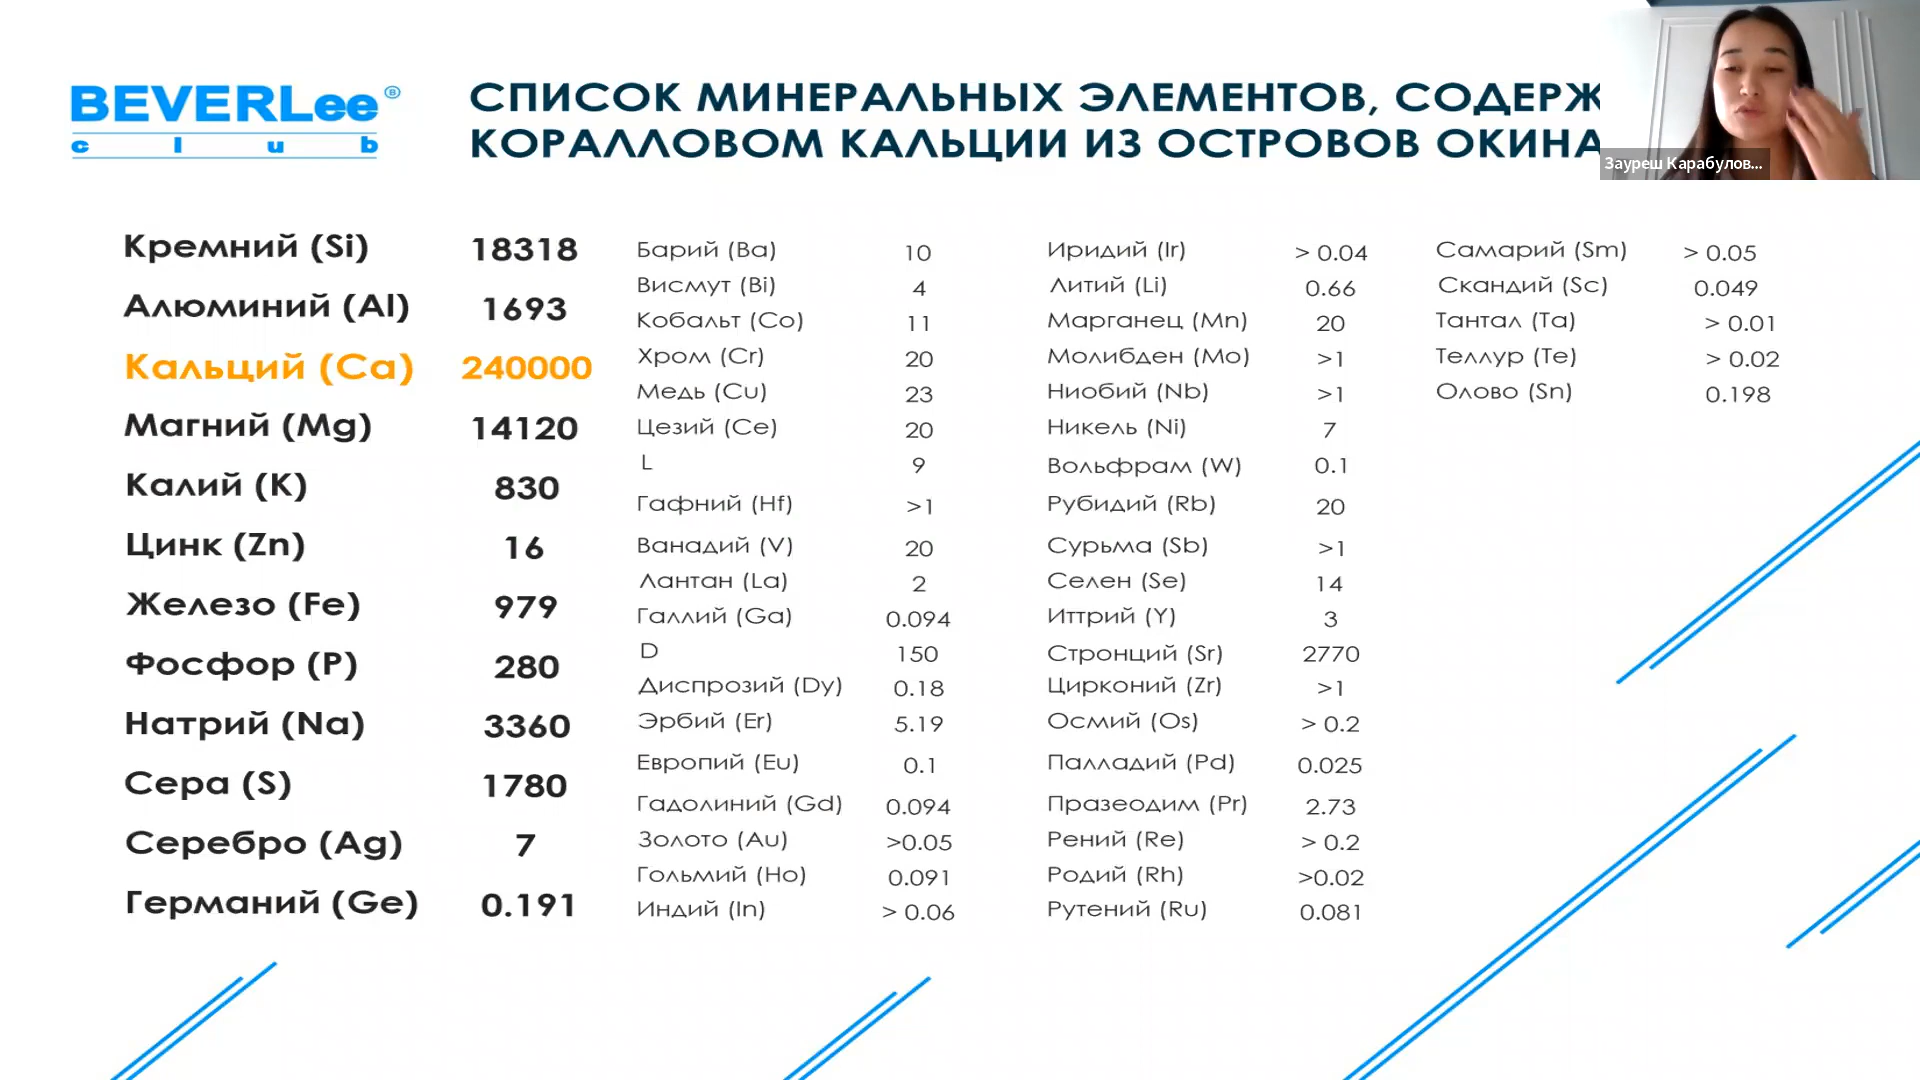 BEVERLee®
club
СПИСОК МИНЕРАЛЬНЫХ ЭЛЕМЕНТОВ, СОДЕРЖ
КОРАЛЛОВОМ КАЛЬЦИИ ИЗ ОСТРОВОВ ОКИНА
Зауреш Карабулов...
Кремний (Si) 18318
Алюминий (Al) 1693
Кальций (Ca) 240000
Магний (Mg) 14120
Калий (K) 830
Цинк (Zn) 16
Железо (Fe) 979
Фосфор (P) 280
Натрий (Na) 3360
Сера (S) 1780
Серебро (Ag) 7
Германий (Ge) 0.191
Барий (Ba) 10
Висмут (Bi) 4
Кобальт (Co) 11
Хром (Cr) 20
Медь (Cu) 23
Цезий (Ce) 20
L 9
Гафний (Hf) >1
Ванадий (V) 20
Лантан (La) 2
Галлий (Ga) 0.094
D 150
Диспрозий (Dy) 0.18
Эрбий (Er) 5.19
Европий (Eu) 0.1
Гадолиний (Gd) 0.094
Золото (Au) >0.05
Гольмий (Ho) 0.091
Индий (In) > 0.06
Иридий (Ir) > 0.04
Литий (Li) 0.66
Марганец (Mn) 20
Молибден (Mo) >1
Ниобий (Nb) >1
Никель (Ni) 7
Вольфрам (W) 0.1
Рубидий (Rb) 20
Сурьма (Sb) >1
Селен (Se) 14
Иттрий (Y) 3
Стронций (Sr) 2770
Цирконий (Zr) >1
Осмий (Os) > 0.2
Палладий (Pd) 0.025
Празеодим (Pr) 2.73
Рений (Re) > 0.2
Родий (Rh) >0.02
Рутений (Ru) 0.081
Самарий (Sm) > 0.05
Скандий (Sc) 0.049
Тантал (Ta) > 0.01
Теллур (Te) > 0.02
Олово (Sn) 0.198